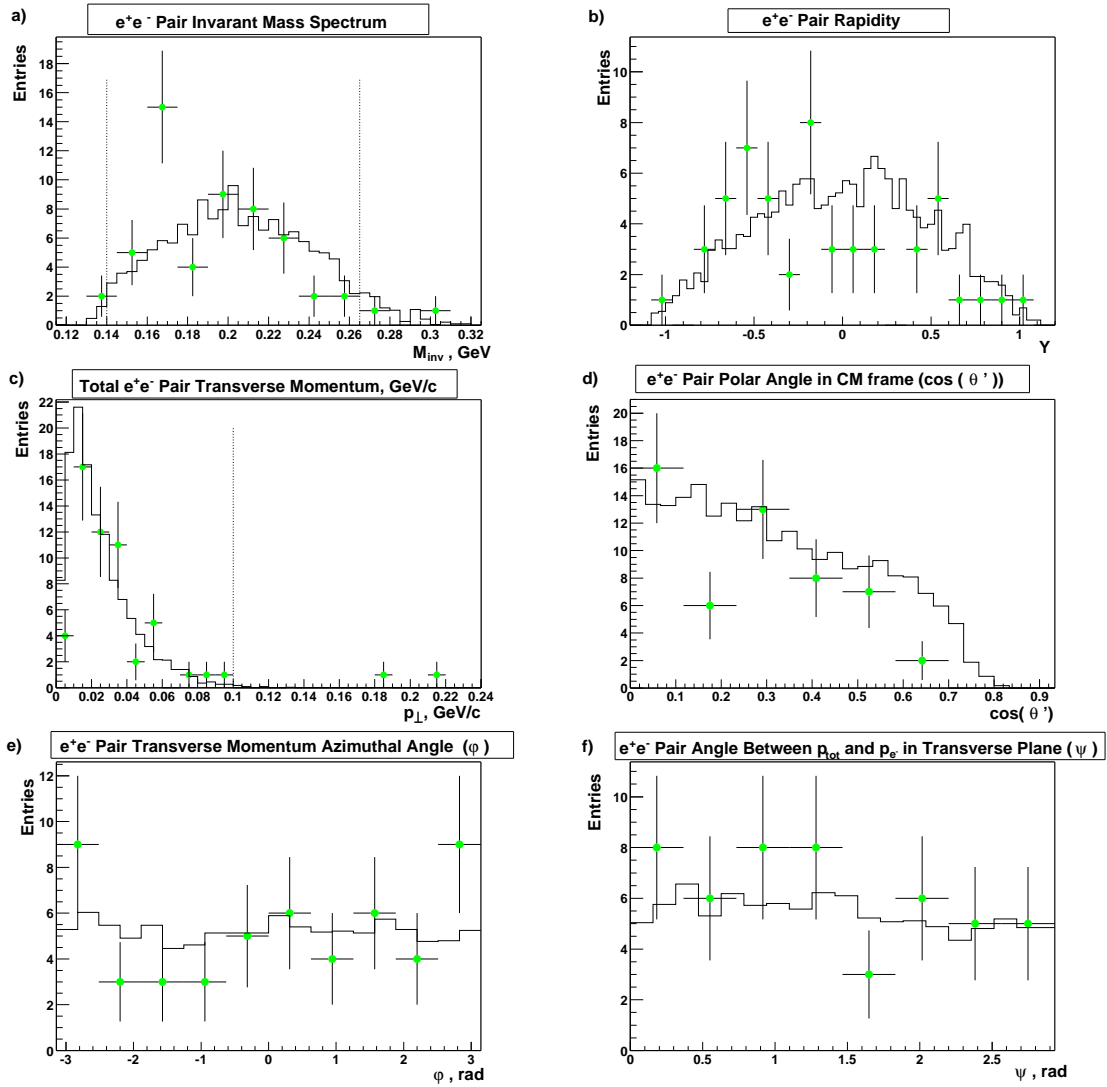 a)
e⁺e⁻ Pair Invarant Mass Spectrum
Entries
18
16
14
12
10
8
6
4
2
0
0.12 0.14 0.16 0.18 0.2 0.22 0.24 0.26 0.28 0.3 0.32
M_inv , GeV
b)
e⁺e⁻ Pair Rapidity
Entries
10
8
6
4
2
0
-1 -0.5 0 0.5 1
Y
c)
Total e⁺e⁻ Pair Transverse Momentum, GeV/c
Entries
22
20
18
16
14
12
10
8
6
4
2
0
0 0.02 0.04 0.06 0.08 0.1 0.12 0.14 0.16 0.18 0.2 0.22 0.24
p⊥, GeV/c
d)
e⁺e⁻ Pair Polar Angle in CM frame (cos ( θ ’))
Entries
20
18
16
14
12
10
8
6
4
2
0
0 0.1 0.2 0.3 0.4 0.5 0.6 0.7 0.8 0.9
cos( θ ’)
e)
e⁺e⁻ Pair Transverse Momentum Azimuthal Angle (φ)
Entries
12
10
8
6
4
2
0
-3 -2 -1 0 1 2 3
φ , rad
f)
e⁺e⁻ Pair Angle Between p_tot and p_e⁻ in Transverse Plane (ψ)
Entries
10
8
6
4
2
0
0 0.5 1 1.5 2 2.5
ψ , rad